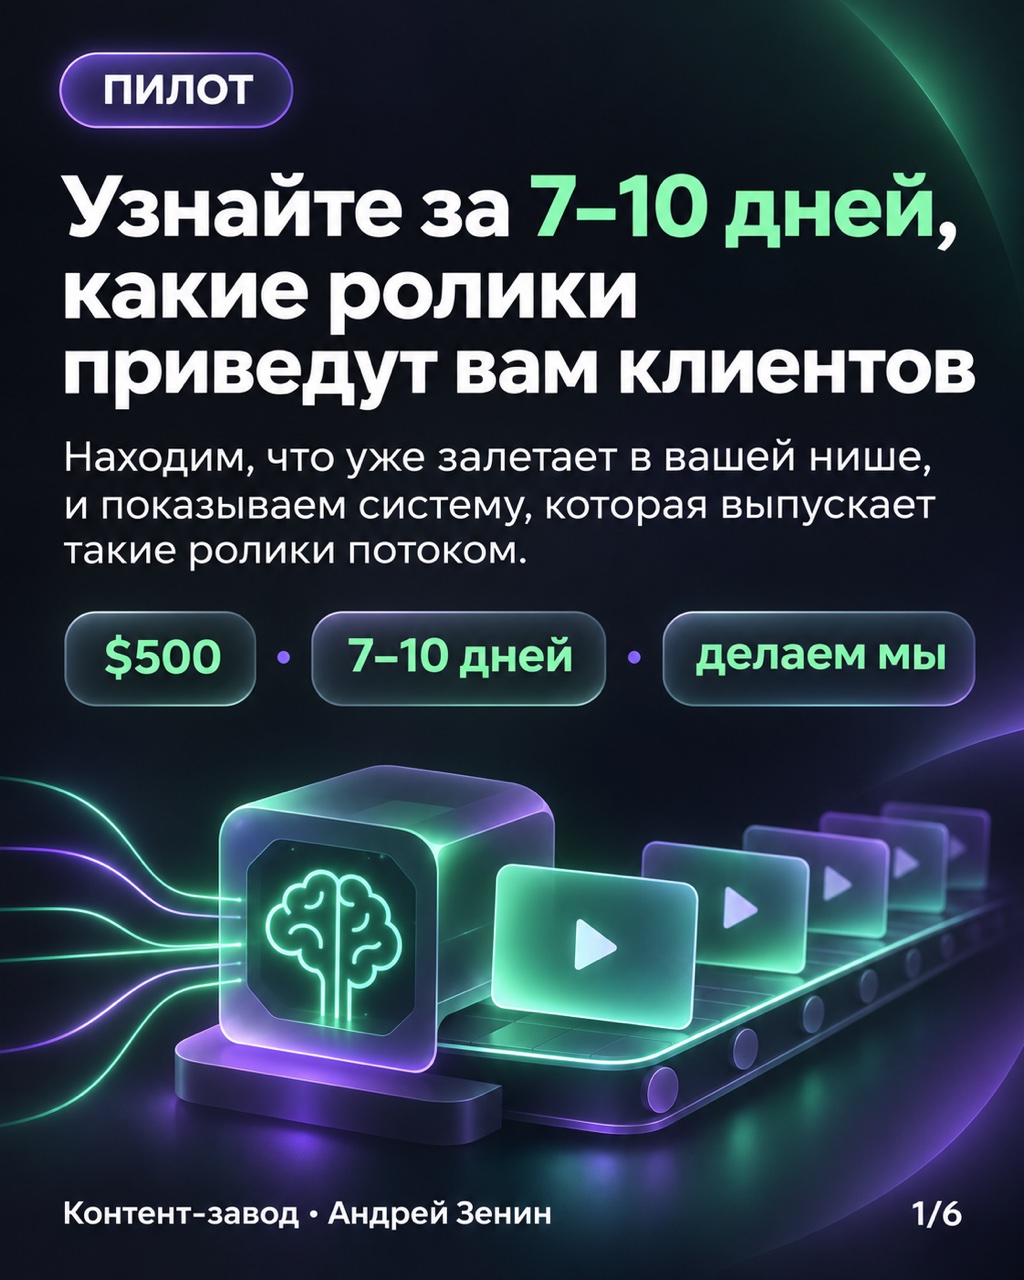 ПИЛОТ
Узнайте за 7–10 дней,
какие ролики
приведут вам клиентов
Находим, что уже залетает в вашей нише,
и показываем систему, которая выпускает
такие ролики потоком.
$500 • 7–10 дней • делаем мы
Контент-завод • Андрей Зенин
1/6